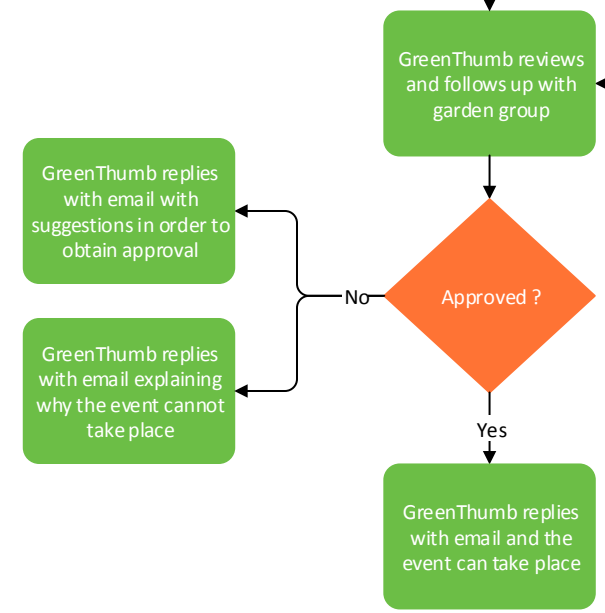 GreenThumb reviews
and follows up with
garden group
GreenThumb replies
with email with
suggestions in order to
obtain approval
No
Approved ?
GreenThumb replies
with email explaining
why the event cannot
take place
Yes
GreenThumb replies
with email and the
event can take place